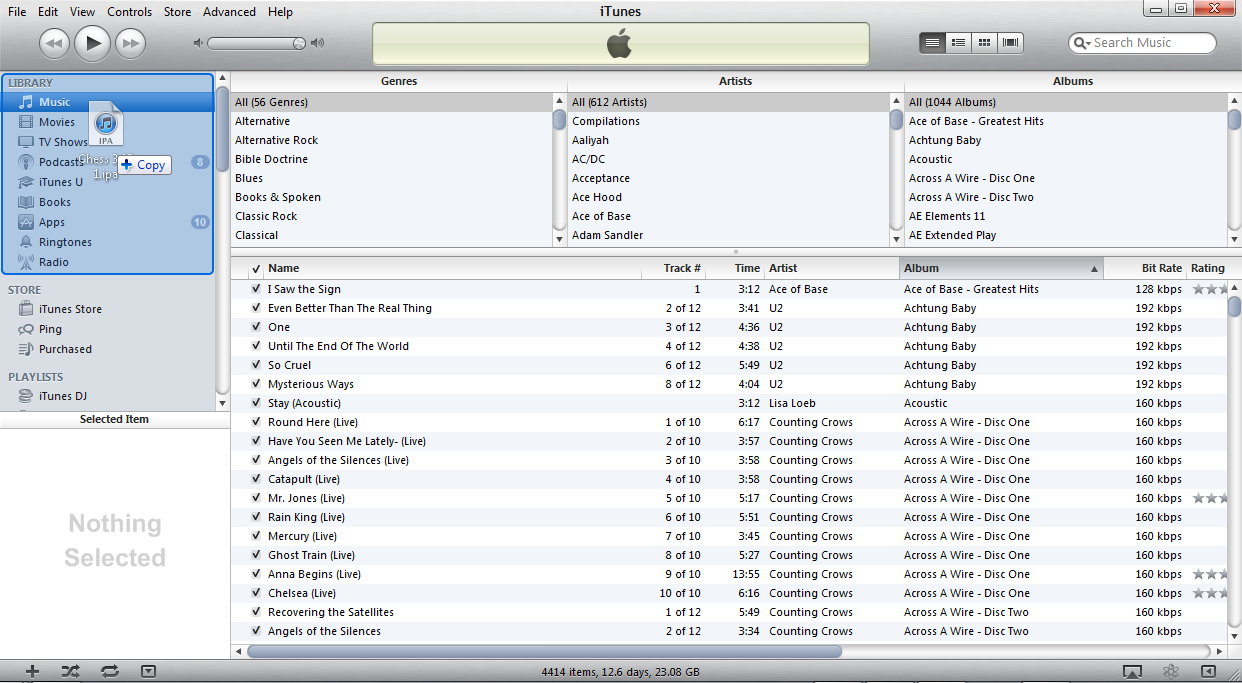 File Edit View Controls Store Advanced Help
iTunes
Search Music
LIBRARY
Music
Movies
TV Shows
Podcasts 8
iTunes U
Books
Apps 10
Ringtones
Radio
IPA
Chess 3
1.ipa
Copy
STORE
iTunes Store
Ping
Purchased
PLAYLISTS
iTunes DJ
Selected Item
Nothing
Selected
Genres Artists Albums
All (56 Genres) All (612 Artists) All (1044 Albums)
Alternative Compilations Ace of Base - Greatest Hits
Alternative Rock Aaliyah Achtung Baby
Bible Doctrine AC/DC Acoustic
Blues Acceptance Across A Wire - Disc One
Books & Spoken Ace Hood Across A Wire - Disc Two
Classic Rock Ace of Base AE Elements 11
Classical Adam Sandler AE Extended Play
Name Track # Time Artist Album Bit Rate Rating
I Saw the Sign 1 3:12 Ace of Base Ace of Base - Greatest Hits 128 kbps
Even Better Than The Real Thing 2 of 12 3:41 U2 Achtung Baby 192 kbps
One 3 of 12 4:36 U2 Achtung Baby 192 kbps
Until The End Of The World 4 of 12 4:38 U2 Achtung Baby 192 kbps
So Cruel 6 of 12 5:49 U2 Achtung Baby 192 kbps
Mysterious Ways 8 of 12 4:04 U2 Achtung Baby 192 kbps
Stay (Acoustic) 3:12 Lisa Loeb Acoustic 160 kbps
Round Here (Live) 1 of 10 6:17 Counting Crows Across A Wire - Disc One 160 kbps
Have You Seen Me Lately- (Live) 2 of 10 3:57 Counting Crows Across A Wire - Disc One 160 kbps
Angels of the Silences (Live) 3 of 10 3:58 Counting Crows Across A Wire - Disc One 160 kbps
Catapult (Live) 4 of 10 3:58 Counting Crows Across A Wire - Disc One 160 kbps
Mr. Jones (Live) 5 of 10 5:17 Counting Crows Across A Wire - Disc One 160 kbps
Rain King (Live) 6 of 10 5:51 Counting Crows Across A Wire - Disc One 160 kbps
Mercury (Live) 7 of 10 3:45 Counting Crows Across A Wire - Disc One 160 kbps
Ghost Train (Live) 8 of 10 5:27 Counting Crows Across A Wire - Disc One 160 kbps
Anna Begins (Live) 9 of 10 13:55 Counting Crows Across A Wire - Disc One 160 kbps
Chelsea (Live) 10 of 10 6:16 Counting Crows Across A Wire - Disc One 160 kbps
Recovering the Satellites 1 of 12 5:49 Counting Crows Across A Wire - Disc Two 160 kbps
Angels of the Silences 2 of 12 3:34 Counting Crows Across A Wire - Disc Two 160 kbps
4414 items, 12.6 days, 23.08 GB